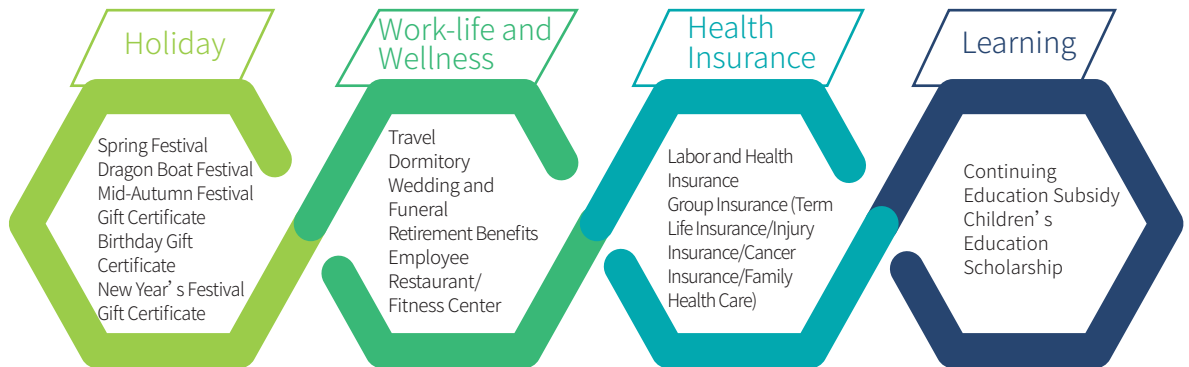 Holiday
Spring Festival
Dragon Boat Festival
Mid-Autumn Festival
Gift Certificate
Birthday Gift
Certificate
New Year’s Festival
Gift Certificate
Work-life and
Wellness
Travel
Dormitory
Wedding and
Funeral
Retirement Benefits
Employee
Restaurant/
Fitness Center
Health
Insurance
Labor and Health
Insurance
Group Insurance (Term
Life Insurance/Injury
Insurance/Cancer
Insurance/Family
Health Care)
Learning
Continuing
Education Subsidy
Children’s
Education
Scholarship